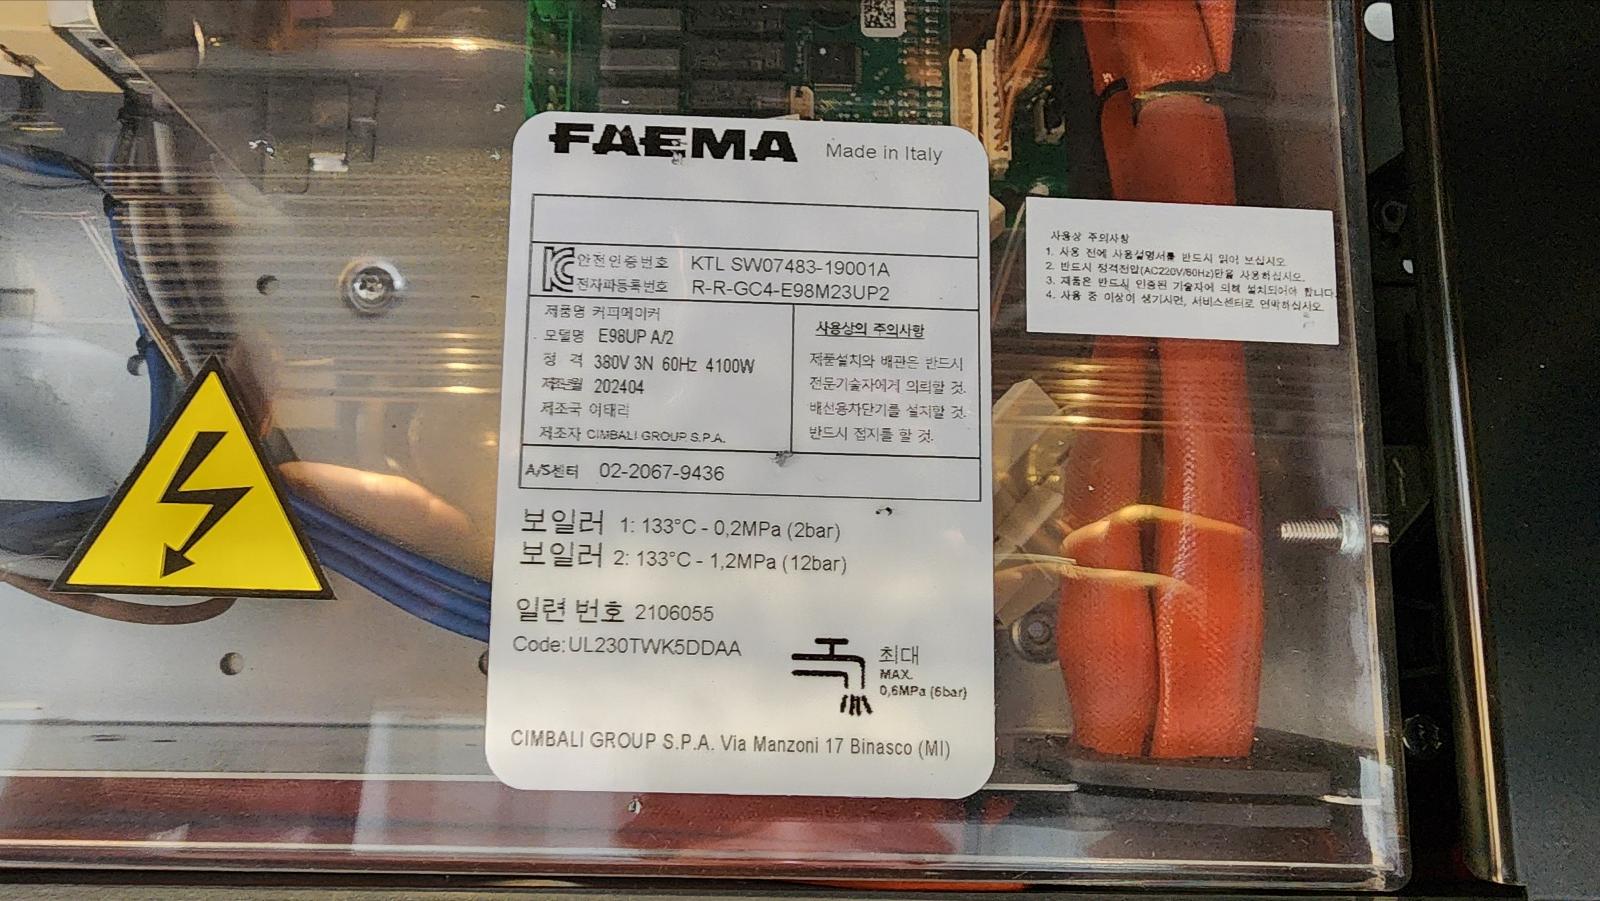 FAEMA Made in Italy
안전인증번호 KTL SW07483-19001A
전자파등록번호 R-R-GC4-E98M23UP2
제품명 커피메이커
모델명 E98UP A/2
정 격 380V 3N 60Hz 4100W
제조년월 202404
제조국 이태리
제조자 CIMBALI GROUP S.P.A.
사용상의 주의사항
제품설치와 배관은 반드시
전문기술자에게 의뢰할 것.
배선용차단기를 설치할 것.
반드시 접지를 할 것.
A/S센터 02-2067-9436
보일러 1: 133°C - 0,2MPa (2bar)
보일러 2: 133°C - 1,2MPa (12bar)
일련 번호 2106055
Code: UL230TWK5DDAA
최대
MAX.
0,6MPa (6bar)
CIMBALI GROUP S.P.A. Via Manzoni 17 Binasco (MI)
사용상 주의사항
1. 사용 전에 사용설명서를 반드시 읽어 보십시오
2. 반드시 정격전압(AC220V/60Hz)만을 사용하십시오.
3. 제품은 반드시 인증된 기술자에 의해 설치되어야 합니다.
4. 사용 중 이상이 생기시면, 서비스센터로 연락하십시오.